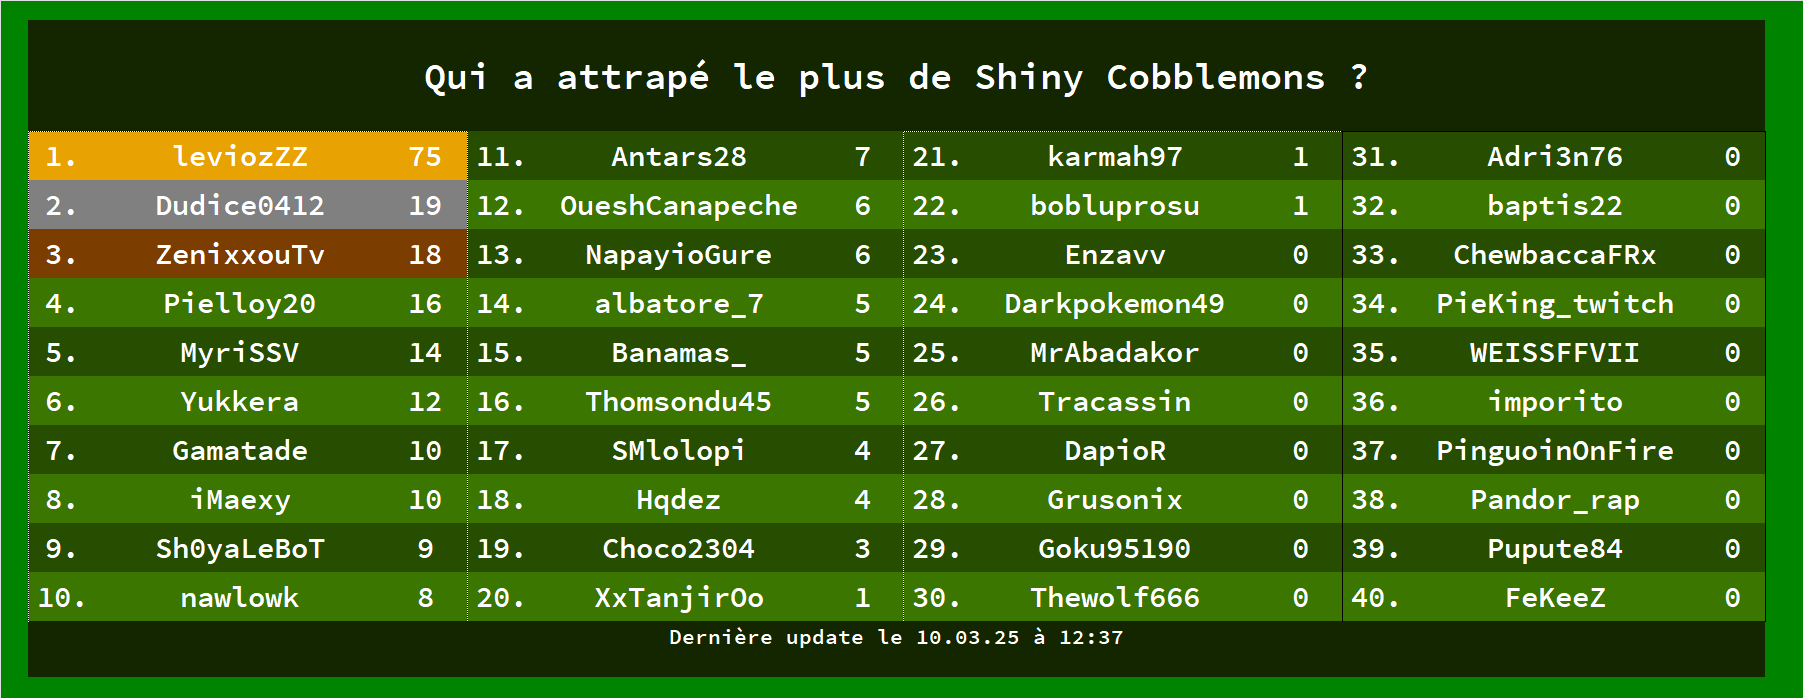 Qui a attrapé le plus de Shiny Cobblemons ?
1. leviozZZ 75 11. Antars28 7 21. karmah97 1 31. Adri3n76 0
2. Dudice0412 19 12. OueshCanapeche 6 22. bobluprosu 1 32. baptis22 0
3. ZenixxouTv 18 13. NapayioGure 6 23. Enzavv 0 33. ChewbaccaFRx 0
4. Pielloy20 16 14. albatore_7 5 24. Darkpokemon49 0 34. PieKing_twitch 0
5. MyriSSV 14 15. Banamas_ 5 25. MrAbadakor 0 35. WEISSFFVII 0
6. Yukkera 12 16. Thomsondu45 5 26. Tracassin 0 36. imporito 0
7. Gamatade 10 17. SMlolopi 4 27. DapioR 0 37. PinguoinOnFire 0
8. iMaexy 10 18. Hqdez 4 28. Grusonix 0 38. Pandor_rap 0
9. Sh0yaLeBoT 9 19. Choco2304 3 29. Goku95190 0 39. Pupute84 0
10. nawlowk 8 20. XxTanjirOo 1 30. Thewolf666 0 40. FeKeeZ 0
Dernière update le 10.03.25 à 12:37